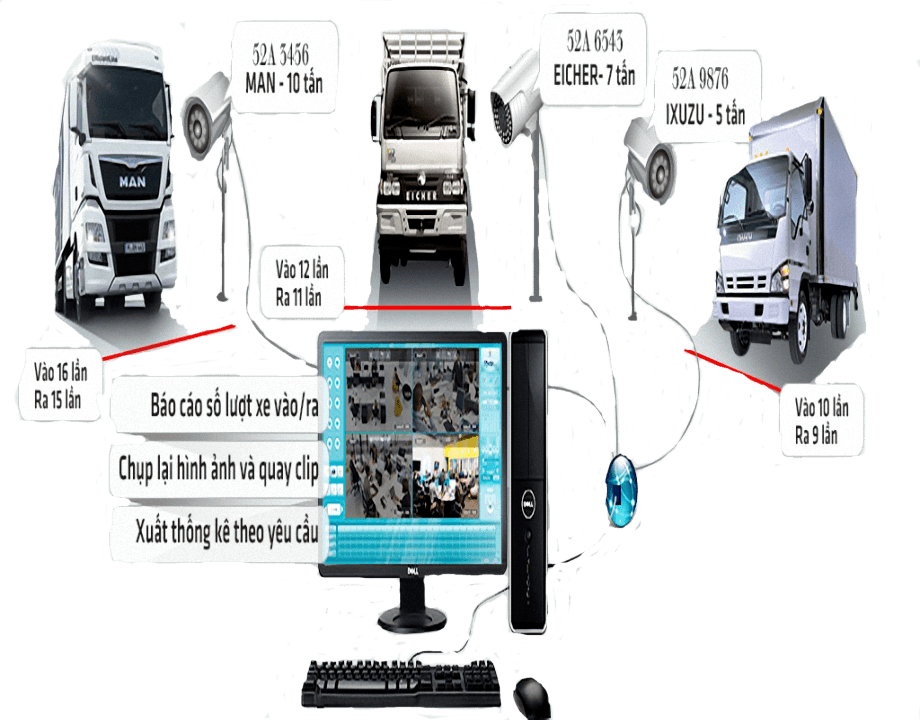 52A 3456
MAN - 10 tấn
52A 6543
EICHER- 7 tấn
52A 9876
IXUZU - 5 tấn
MAN
EICHER
ISUZU
Vào 12 lần
Ra 11 lần
Vào 16 lần
Ra 15 lần
Vào 10 lần
Ra 9 lần
Báo cáo số lượt xe vào/ra
Chụp lại hình ảnh và quay clip
Xuất thống kê theo yêu cầu
DELL
DELL